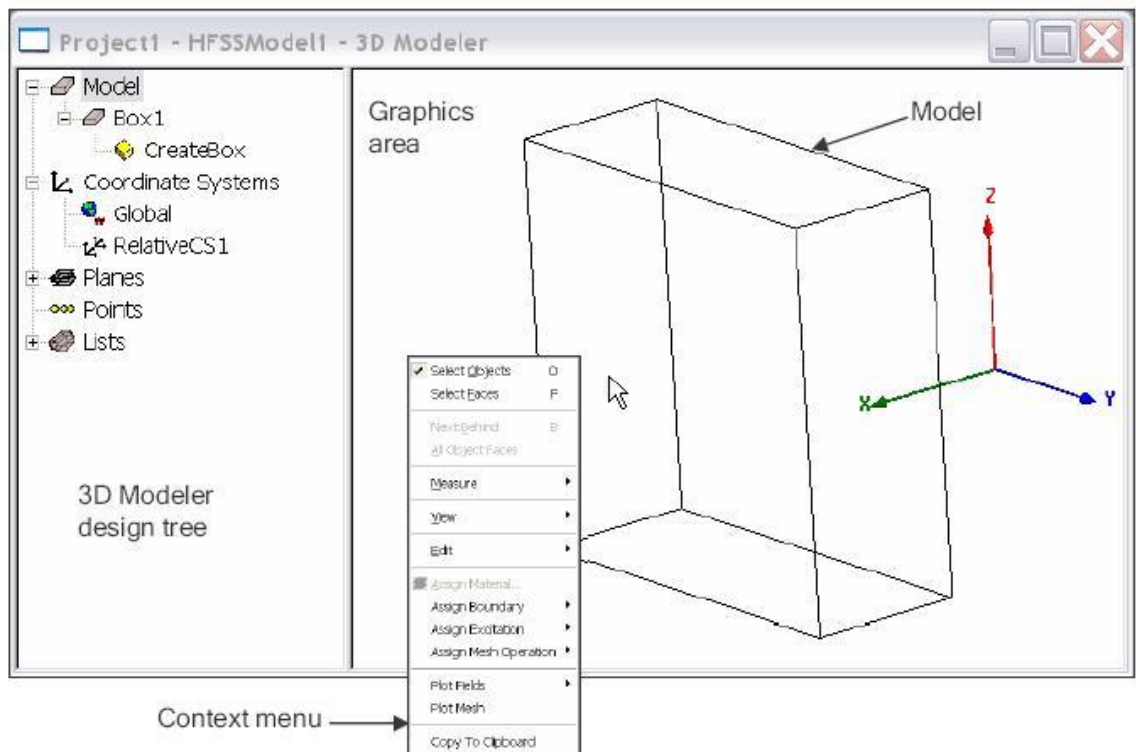 Project1 - HFSSModel1 - 3D Modeler
Model
Box1
CreateBox
Coordinate Systems
Global
RelativeCS1
Planes
Points
Lists
3D Modeler
design tree
Graphics
area
Model
Z
X
Y
Select Objects O
Select Faces F
Next Behind B
All Object Faces
Measure
View
Edit
Assign Material...
Assign Boundary
Assign Excitation
Assign Mesh Operation
Plot Fields
Plot Mesh
Copy To Clipboard
Context menu